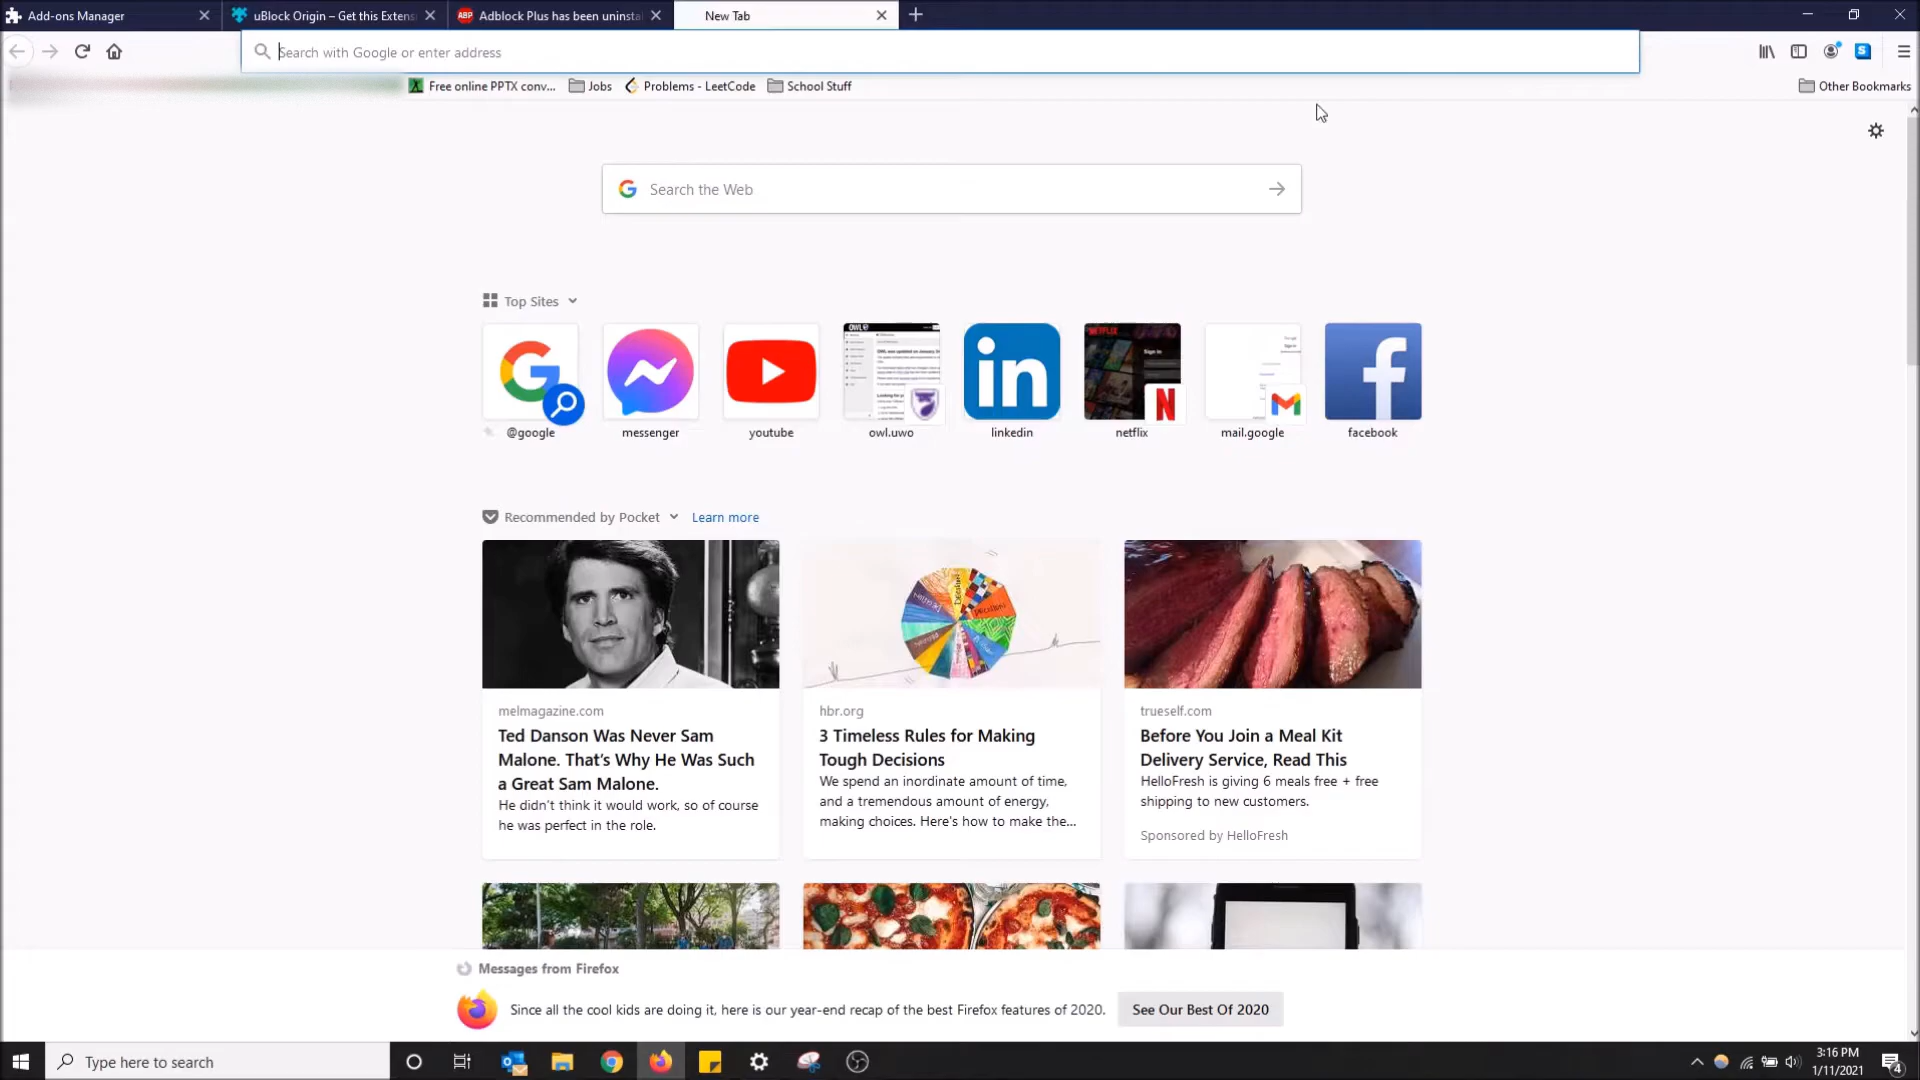 Add-ons Manager
uBlock Origin – Get this Extens
ABP
Adblock Plus has been uninstal
New Tab
Search with Google or enter address
Free online PPTX conv...
Jobs
Problems - LeetCode
School Stuff
Other Bookmarks
Search the Web
Top Sites
@google
messenger
youtube
owl.uwo
linkedin
netflix
mail.google
facebook
Recommended by Pocket
Learn more
melmagazine.com
Ted Danson Was Never Sam
Malone. That's Why He Was Such
a Great Sam Malone.
He didn't think it would work, so of course
he was perfect in the role.
hbr.org
3 Timeless Rules for Making
Tough Decisions
We spend an inordinate amount of time,
and a tremendous amount of energy,
making choices. Here's how to make the...
trueself.com
Before You Join a Meal Kit
Delivery Service, Read This
HelloFresh is giving 6 meals free + free
shipping to new customers.
Sponsored by HelloFresh
Messages from Firefox
Since all the cool kids are doing it, here is our year-end recap of the best Firefox features of 2020.
See Our Best Of 2020
Type here to search
3:16 PM
1/11/2021
4